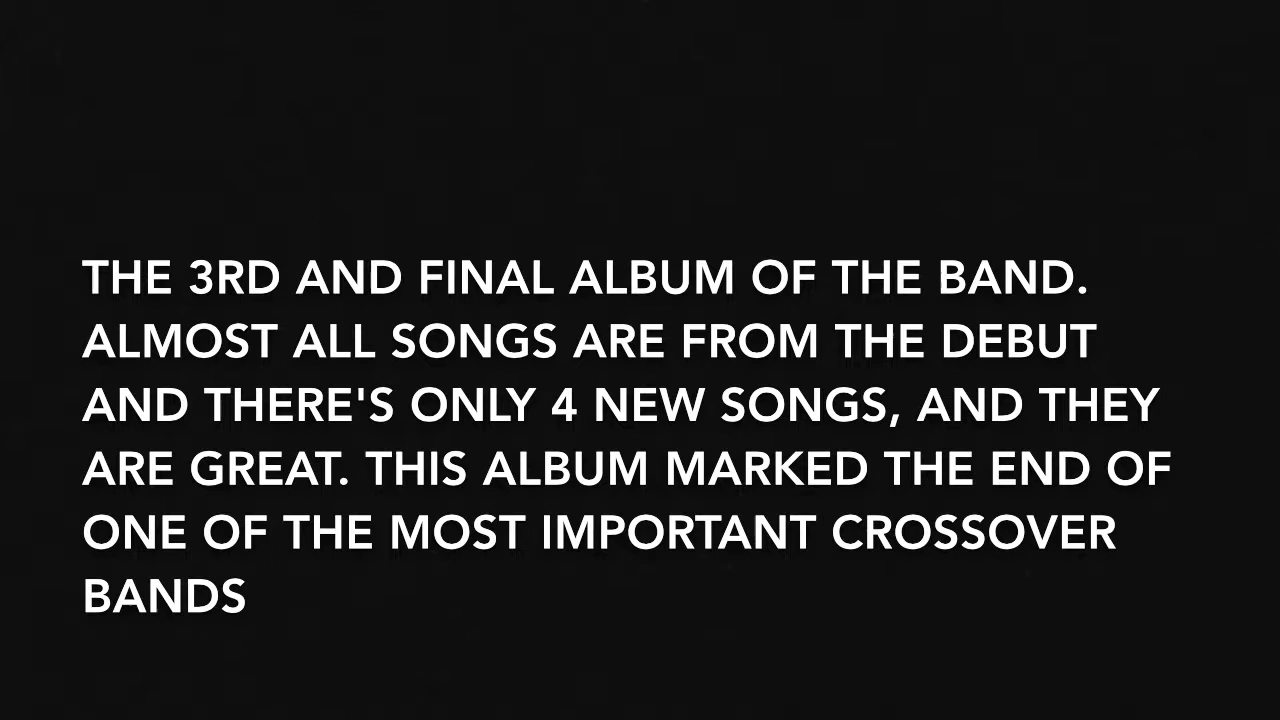 THE 3RD AND FINAL ALBUM OF THE BAND.
ALMOST ALL SONGS ARE FROM THE DEBUT
AND THERE'S ONLY 4 NEW SONGS, AND THEY
ARE GREAT. THIS ALBUM MARKED THE END OF
ONE OF THE MOST IMPORTANT CROSSOVER
BANDS